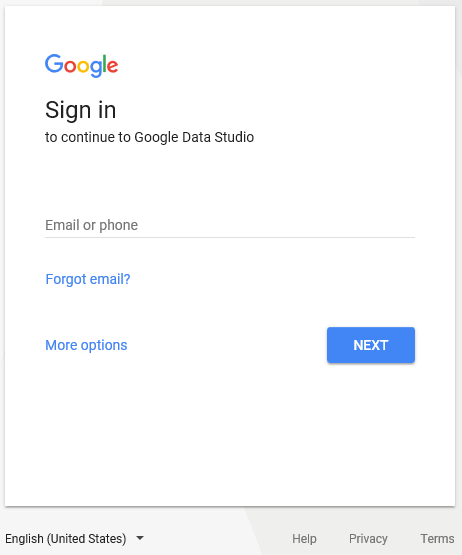 Google
Sign in
to continue to Google Data Studio
Email or phone
Forgot email?
More options
NEXT
English (United States)
Help
Privacy
Terms